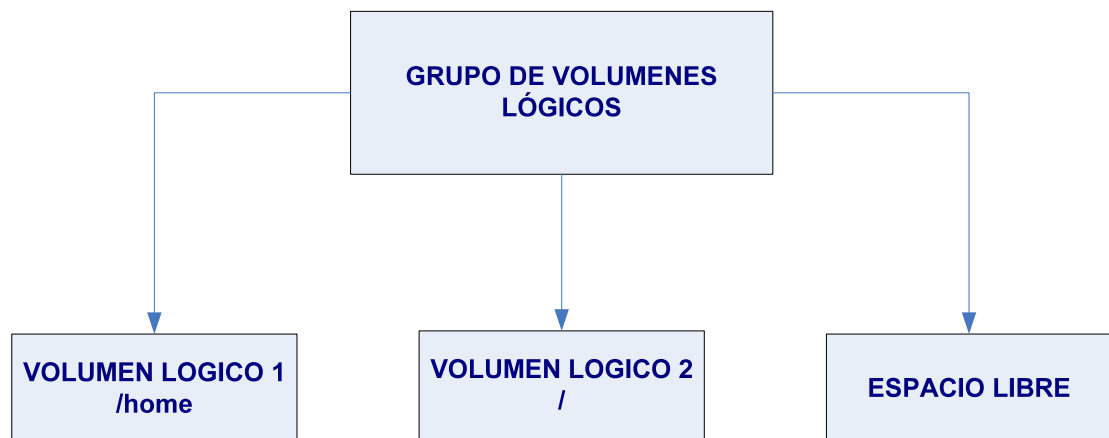 GRUPO DE VOLUMENES
LÓGICOS
VOLUMEN LOGICO 1
/home
VOLUMEN LOGICO 2
/
ESPACIO LIBRE